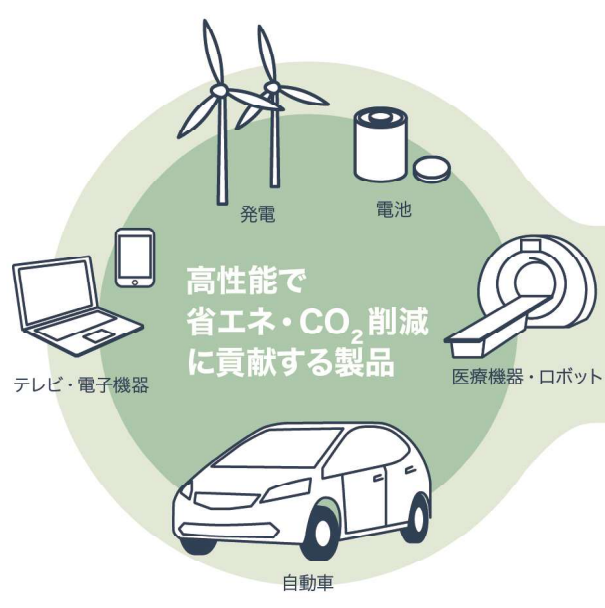 発電
電池
高性能で
省エネ・CO₂削減
に貢献する製品
テレビ・電子機器
医療機器・ロボット
自動車